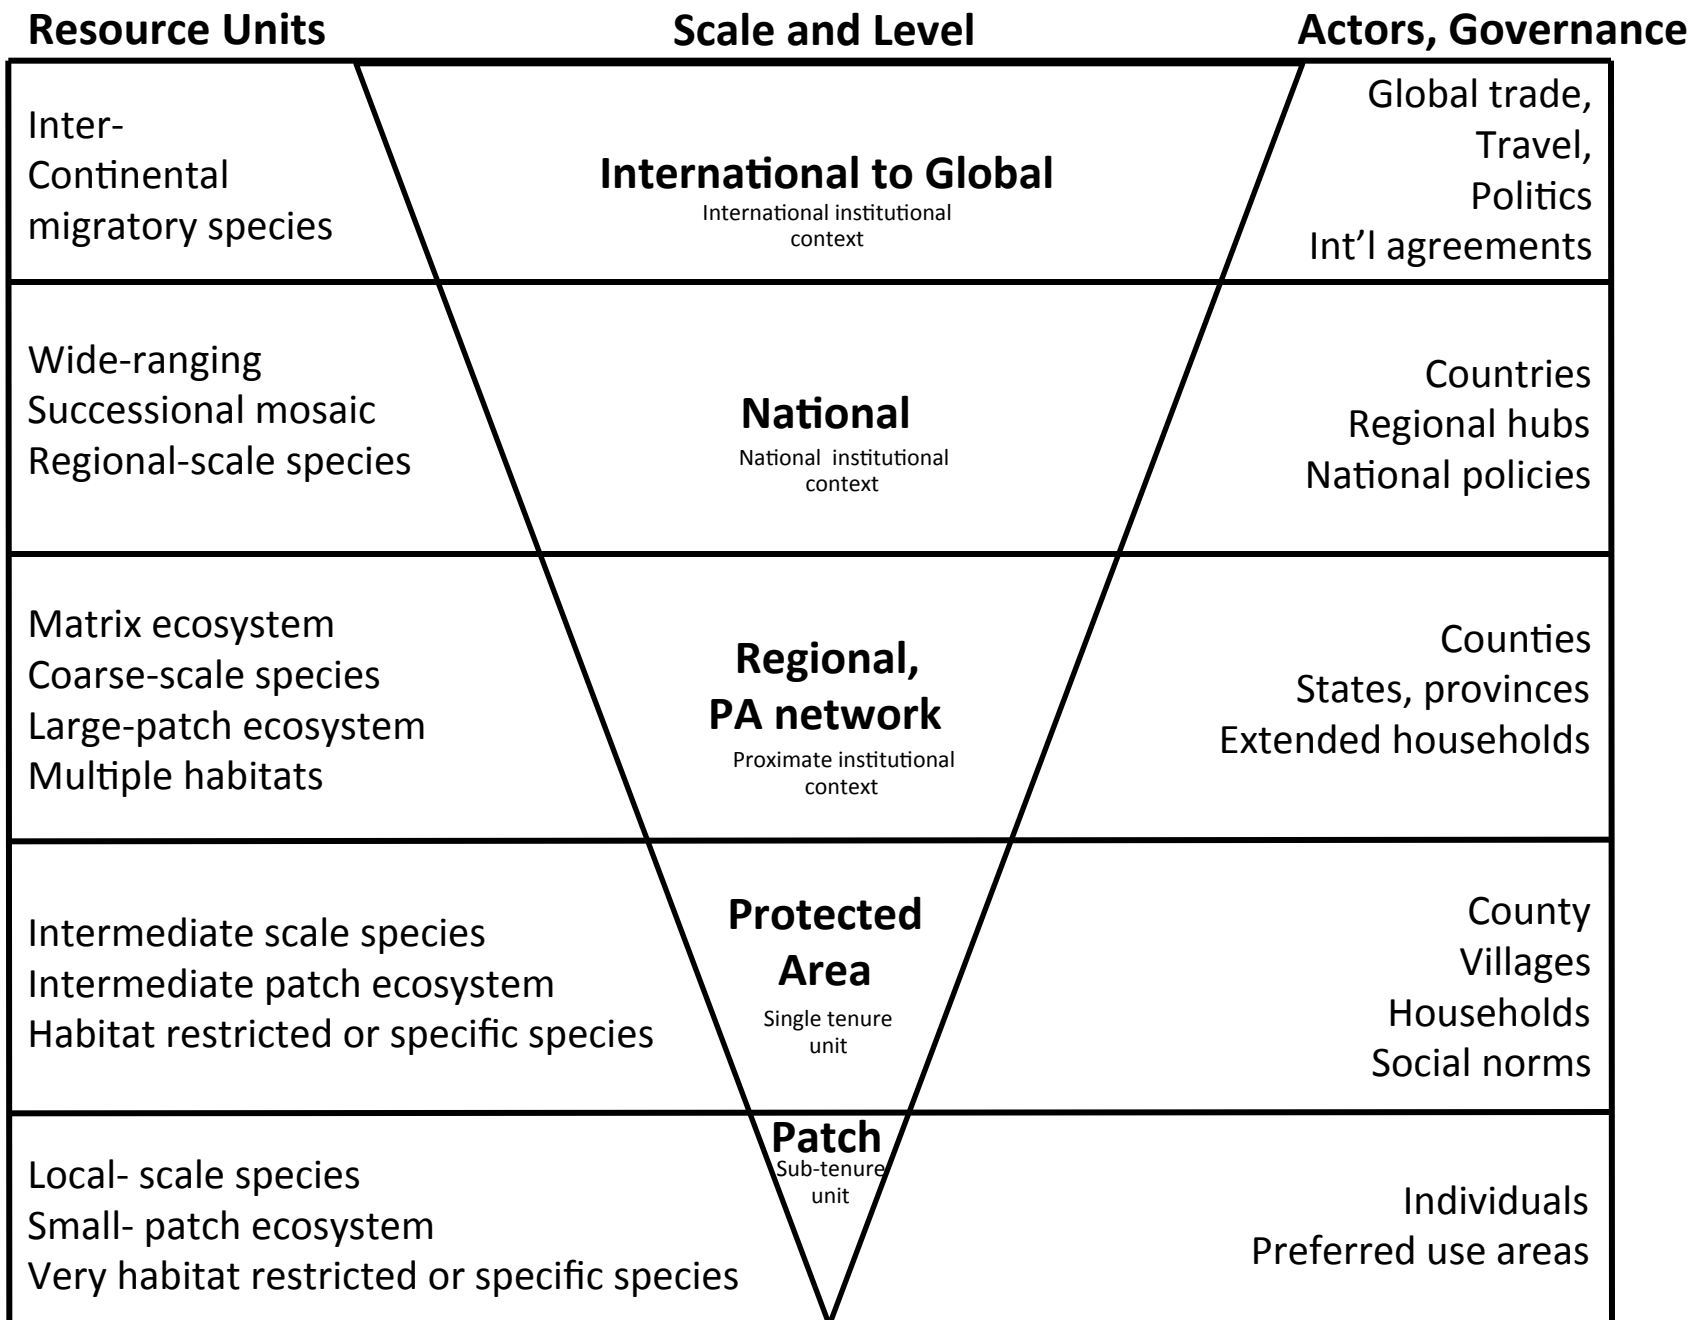 Resource Units
Scale and Level
Actors, Governance
Inter-
Continental
migratory species
International to Global
International institutional
context
Global trade,
Travel,
Politics
Int’l agreements
Wide-ranging
Successional mosaic
Regional-scale species
National
National institutional
context
Countries
Regional hubs
National policies
Matrix ecosystem
Coarse-scale species
Large-patch ecosystem
Multiple habitats
Regional,
PA network
Proximate institutional
context
Counties
States, provinces
Extended households
Intermediate scale species
Intermediate patch ecosystem
Habitat restricted or specific species
Protected
Area
Single tenure
unit
County
Villages
Households
Social norms
Local- scale species
Small- patch ecosystem
Very habitat restricted or specific species
Patch
Sub-tenure
unit
Individuals
Preferred use areas